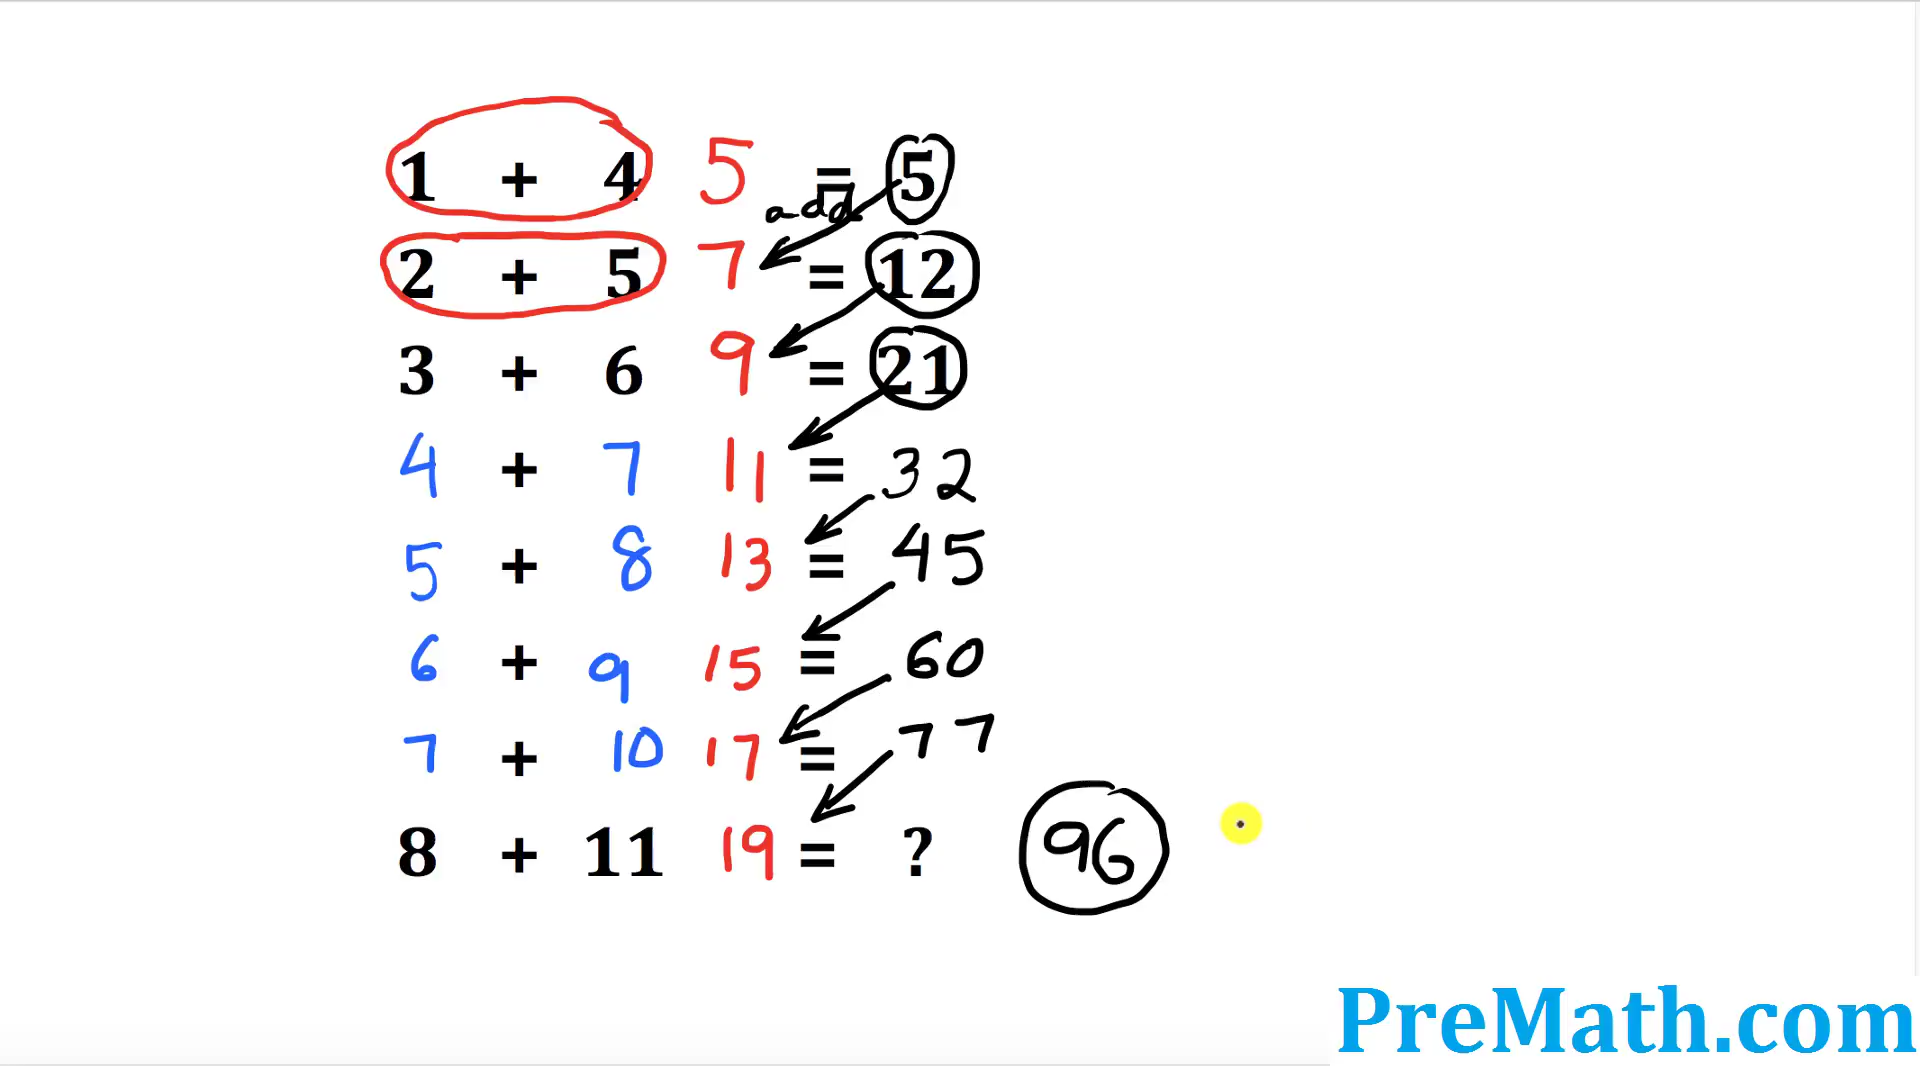 1 + 4 5 = 5
add
2 + 5 7 = 12
3 + 6 9 = 21
4 + 7 11 = 32
5 + 8 13 = 45
6 + 9 15 = 60
7 + 10 17 = 77
8 + 11 19 = ? 96
PreMath.com